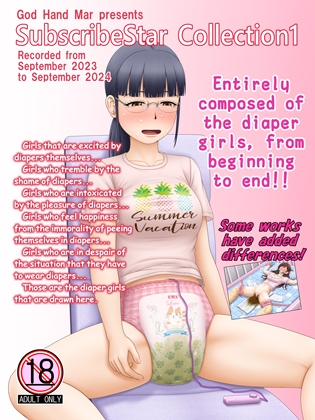 God Hand Mar presents
SubscribeStar Collection1
Recorded from
September 2023
to September 2024
Entirely
composed of
the diaper
girls, from
beginning
to end!!
Girls that are excited by
diapers themselves...
Girls who tremble by the
shame of diapers...
Girls who are intoxicated
by the pleasure of diapers...
Girls who feel happiness
from the immorality of peeing
themselves in diapers...
Girls who are in despair of
the situation that they have
to wear diapers...
Those are the diaper girls
that are drawn here.
Summer
Vacation
Some works
have added
differences!
18
ADULT ONLY